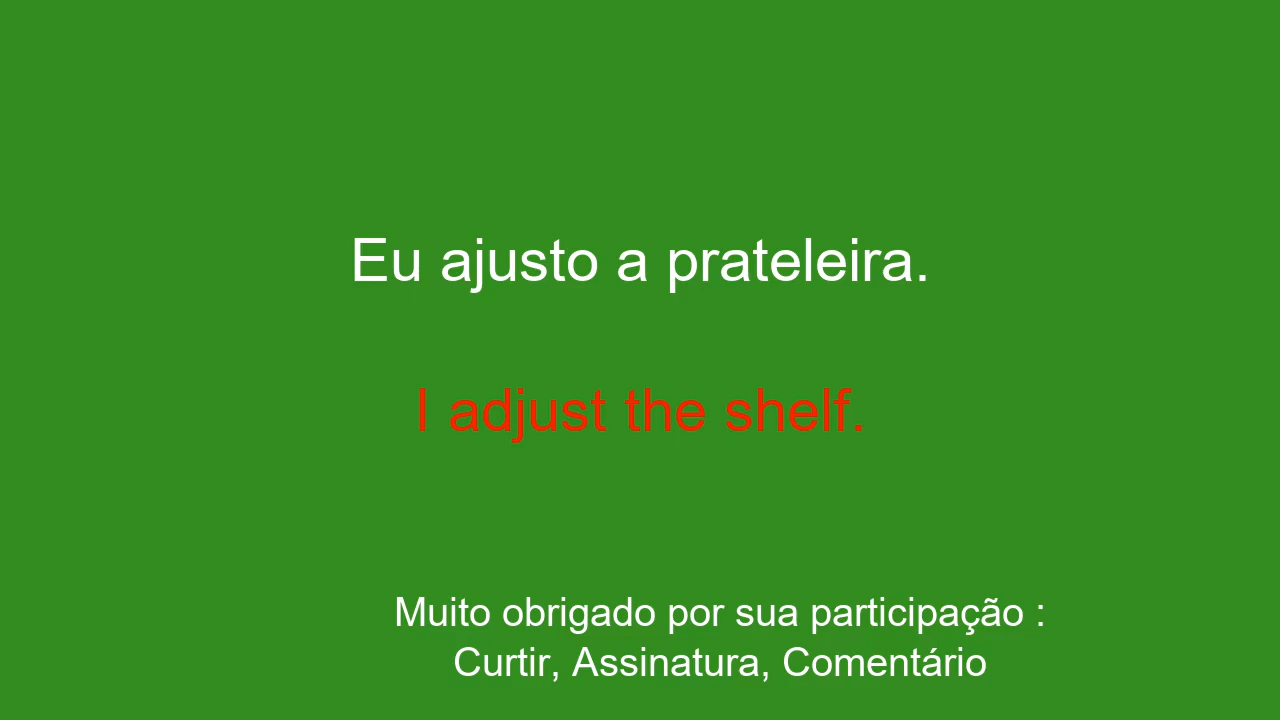 Eu ajusto a prateleira.
I adjust the shelf.
Muito obrigado por sua participação :
Curtir, Assinatura, Comentário